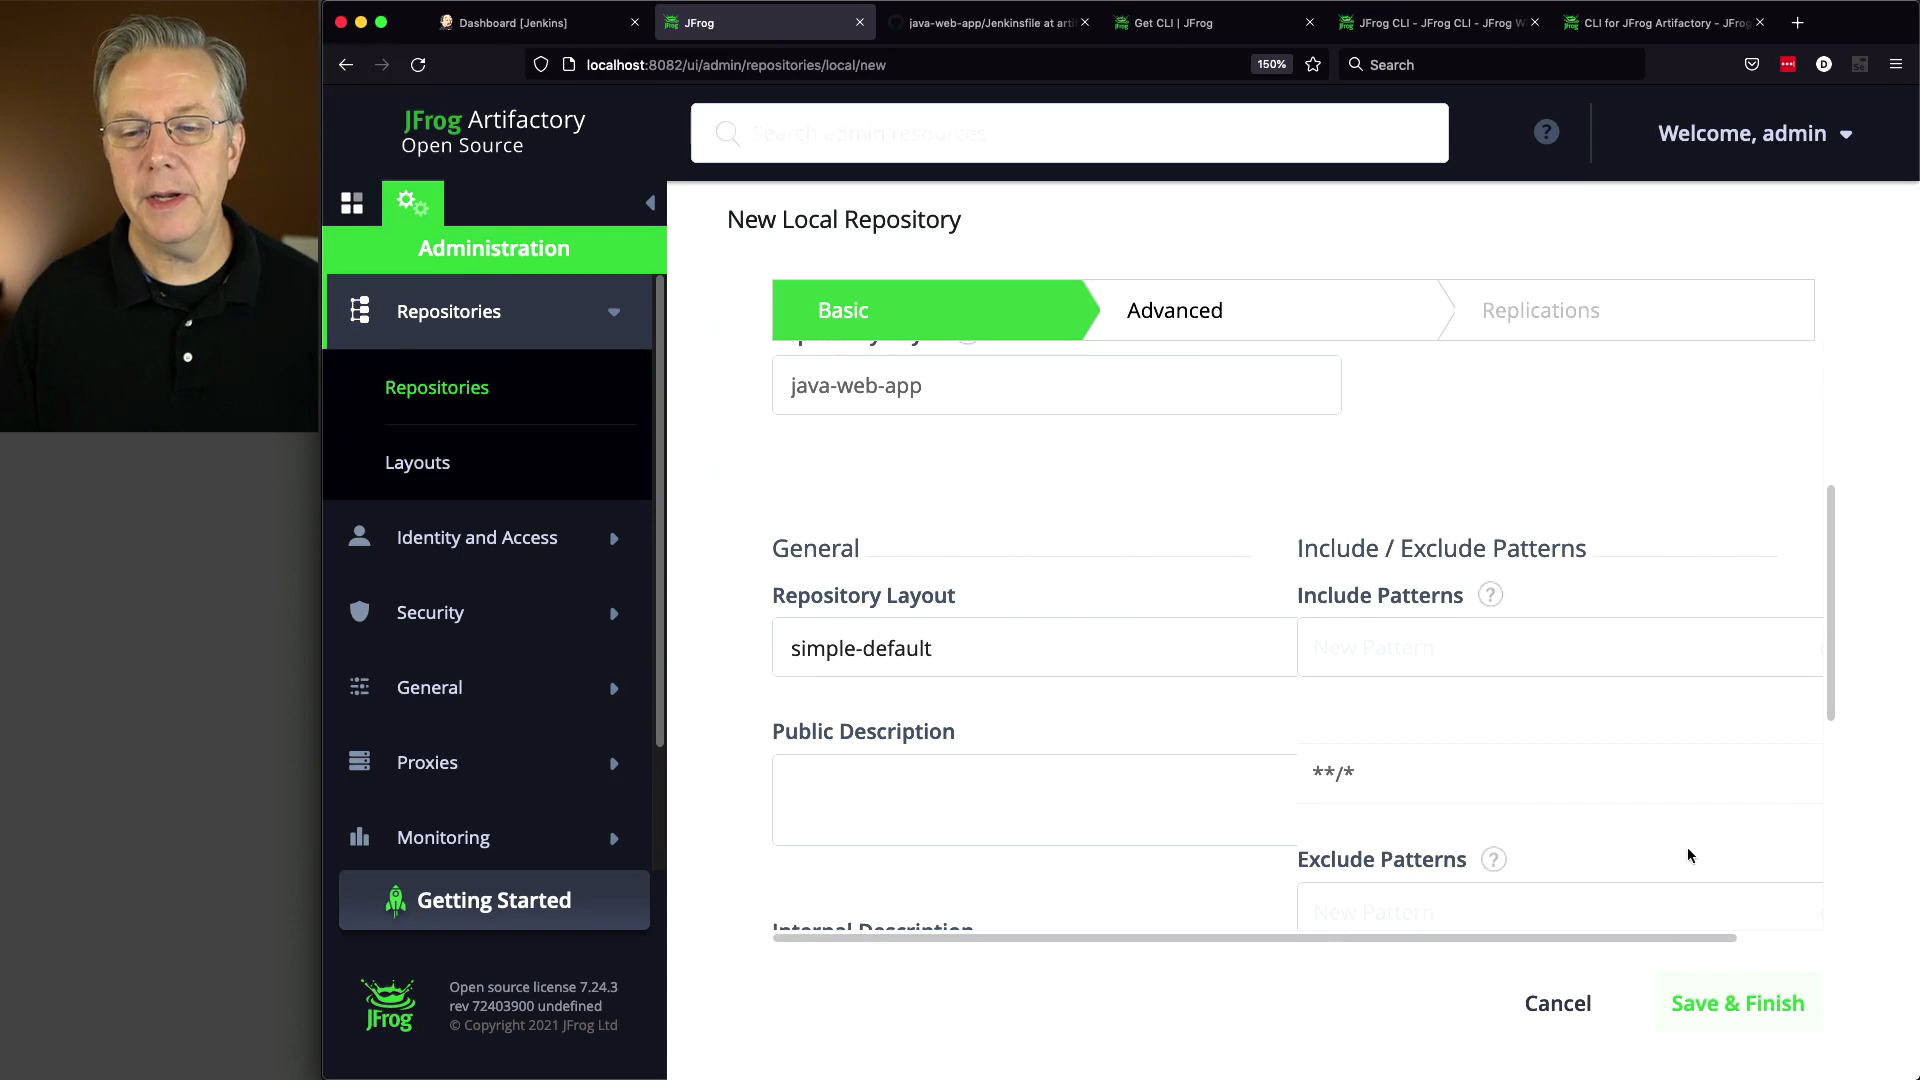 Dashboard [Jenkins]
JFrog
java-web-app/Jenkinsfile at arti
Get CLI | JFrog
JFrog CLI - JFrog CLI - JFrog W
CLI for JFrog Artifactory - JFrog
localhost:8082/ui/admin/repositories/local/new
150%
Search
JFrog Artifactory
Open Source
Search admin resources
?
Welcome, admin
Administration
Repositories
Repositories
Layouts
Identity and Access
Security
General
Proxies
Monitoring
Getting Started
JFrog
Open source license 7.24.3
rev 72403900 undefined
© Copyright 2021 JFrog Ltd
New Local Repository
Basic
Advanced
Replications
java-web-app
General
Include / Exclude Patterns
Repository Layout
Include Patterns ?
simple-default
New Pattern
Public Description
**/*
Exclude Patterns ?
New Pattern
Internal Description
Cancel
Save & Finish